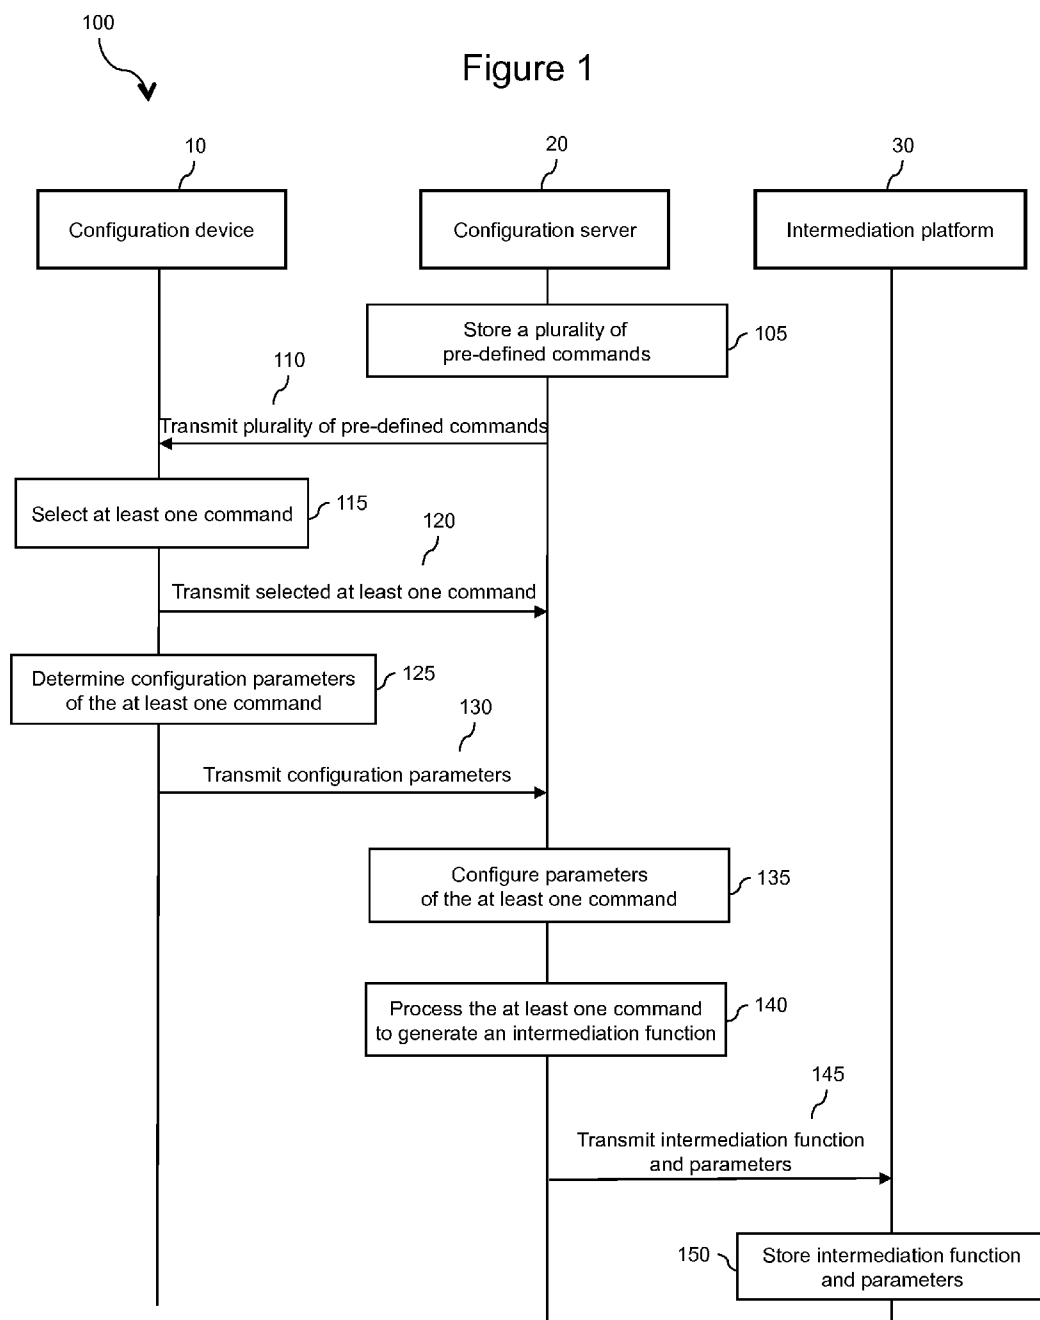 100
Figure 1
10
20
30
Configuration device
Configuration server
Intermediation platform
Store a plurality of
pre-defined commands
105
110
Transmit plurality of pre-defined commands
Select at least one command
115
120
Transmit selected at least one command
Determine configuration parameters
of the at least one command
125
130
Transmit configuration parameters
Configure parameters
of the at least one command
135
Process the at least one command
to generate an intermediation function
140
145
Transmit intermediation function
and parameters
150
Store intermediation function
and parameters